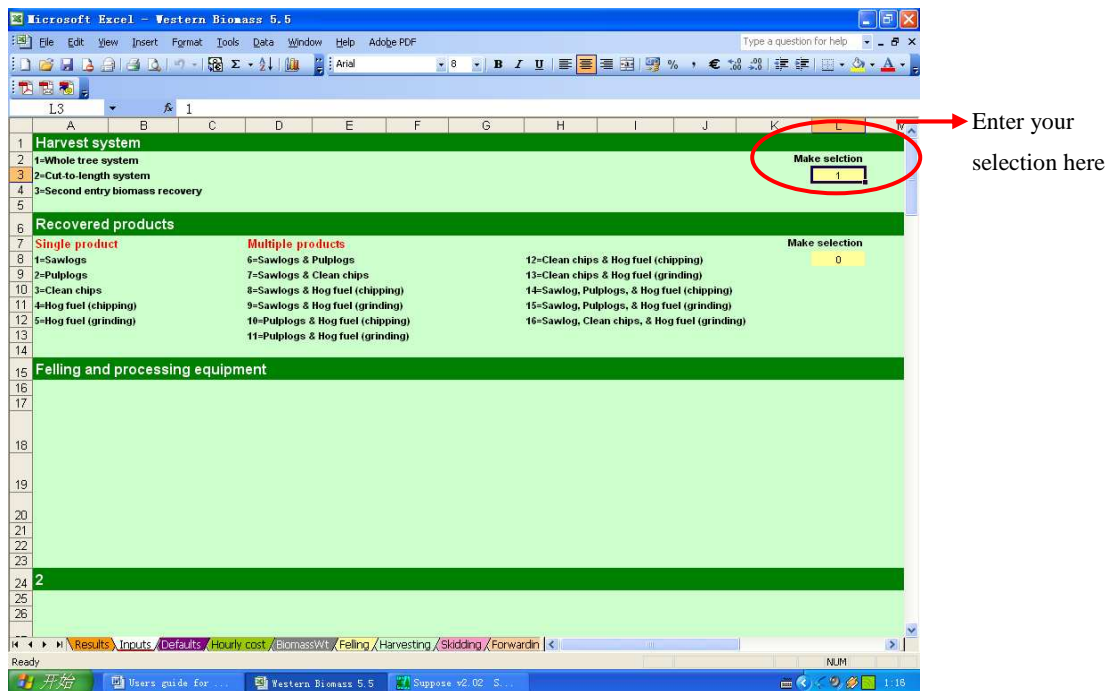 Microsoft Excel - Western Biomass 5.5
File Edit View Insert Format Tools Data Window Help Adobe PDF Type a question for help
Arial 8 B I U % , €
L3 fx 1
A B C D E F G H I J K L M
1 Harvest system
2 1=Whole tree system Make selction
3 2=Cut-to-length system 1
4 3=Second entry biomass recovery
5
6 Recovered products
7 Single product Multiple products Make selection
8 1=Sawlogs 6=Sawlogs & Pulplogs 12=Clean chips & Hog fuel (chipping) 0
9 2=Pulplogs 7=Sawlogs & Clean chips 13=Clean chips & Hog fuel (grinding)
10 3=Clean chips 8=Sawlogs & Hog fuel (chipping) 14=Sawlog, Pulplogs, & Hog fuel (chipping)
11 4=Hog fuel (chipping) 9=Sawlogs & Hog fuel (grinding) 15=Sawlog, Pulplogs, & Hog fuel (grinding)
12 5=Hog fuel (grinding) 10=Pulplogs & Hog fuel (chipping) 16=Sawlog, Clean chips, & Hog fuel (grinding)
13 11=Pulplogs & Hog fuel (grinding)
14
15 Felling and processing equipment
16
17
18
19
20
21
22
23
24 2
25
26
Results Inputs Defaults Hourly cost BiomassWt Felling Harvesting Skidding Forwardin
Ready NUM
开始 Users guide for ... Western Biomass 5.5 Suppose v2.02 S... 1:16
Enter your
selection here